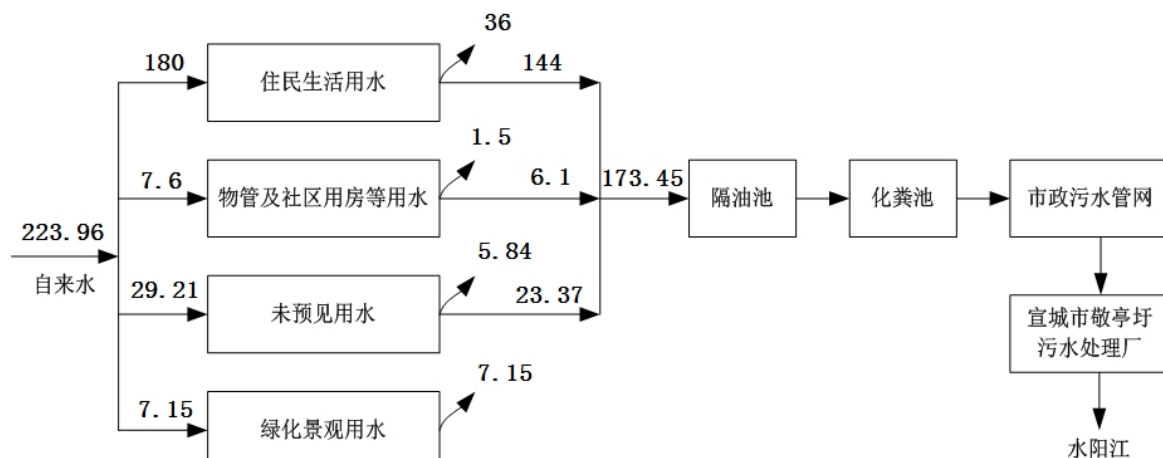 36
180
住民生活用水
144
1.5
7.6
物管及社区用房等用水
6.1
173.45
隔油池
化粪池
市政污水管网
223.96
自来水
5.84
29.21
未预见用水
23.37
宣城市敬亭圩
污水处理厂
7.15
7.15
绿化景观用水
水阳江